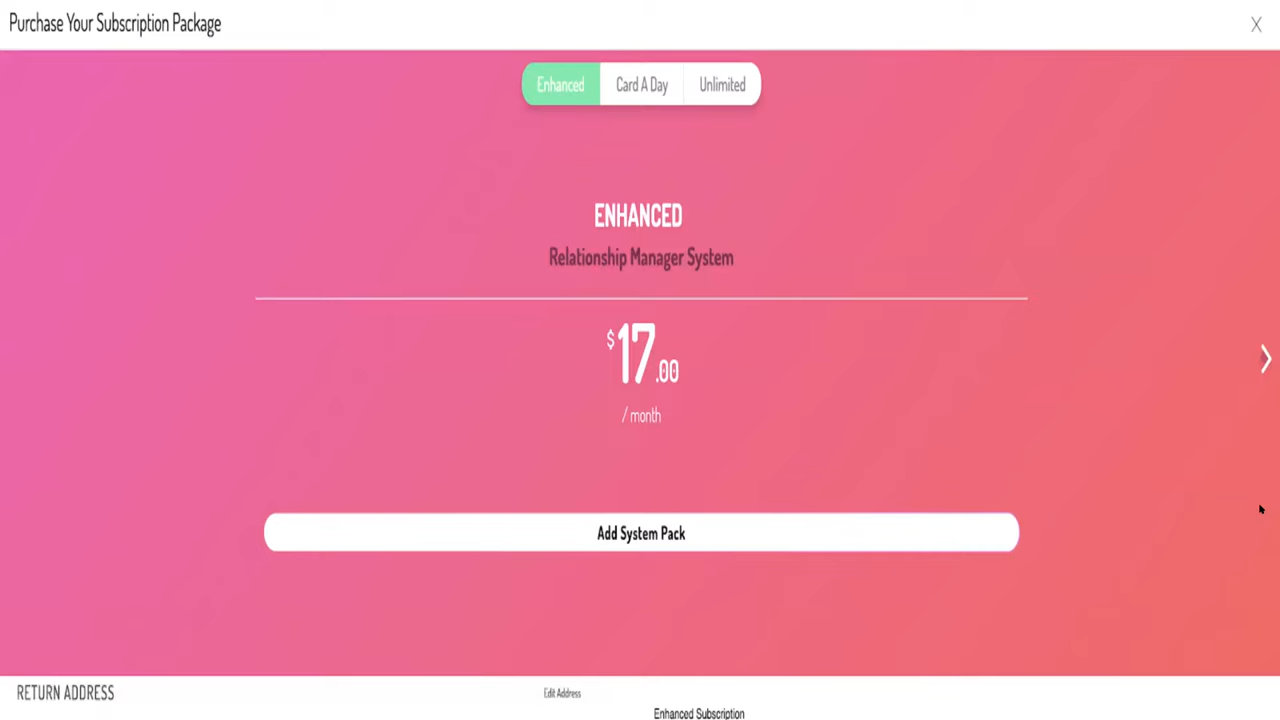 Purchase Your Subscription Package
X
Enhanced Card A Day Unlimited
ENHANCED
Relationship Manager System
$17.00
/ month
Add System Pack
RETURN ADDRESS Edit Address
Enhanced Subscription